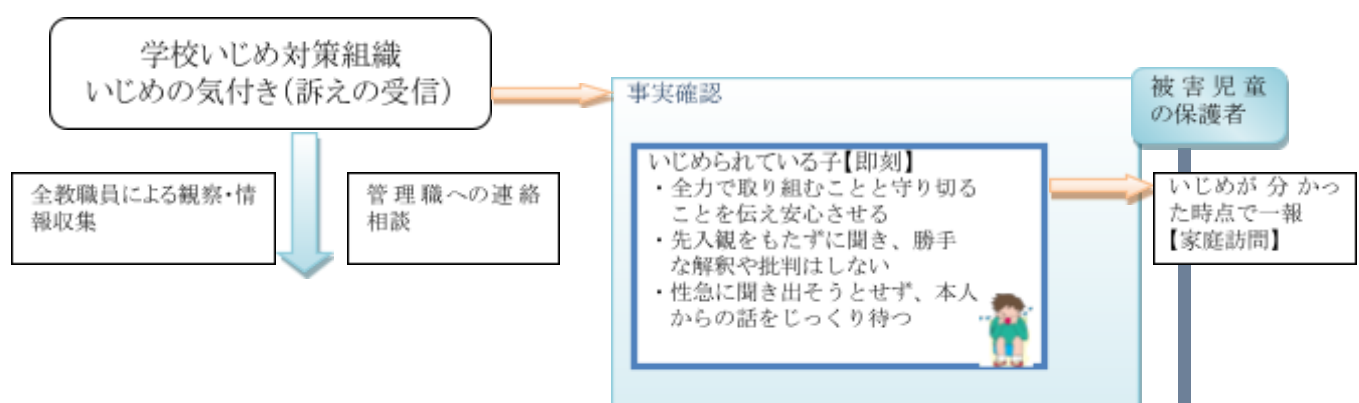 学校いじめ対策組織
いじめの気付き(訴えの受信)
全教職員による観察・情
報収集
管理職への連絡
相談
事実確認
いじめられている子【即刻】
・全力で取り組むことと守り切る
ことを伝え安心させる
・先入観をもたずに聞き、勝手
な解釈や批判はしない
・性急に聞き出そうとせず、本人
からの話をじっくり待つ
被害児童
の保護者
いじめが分かっ
た時点で一報
【家庭訪問】